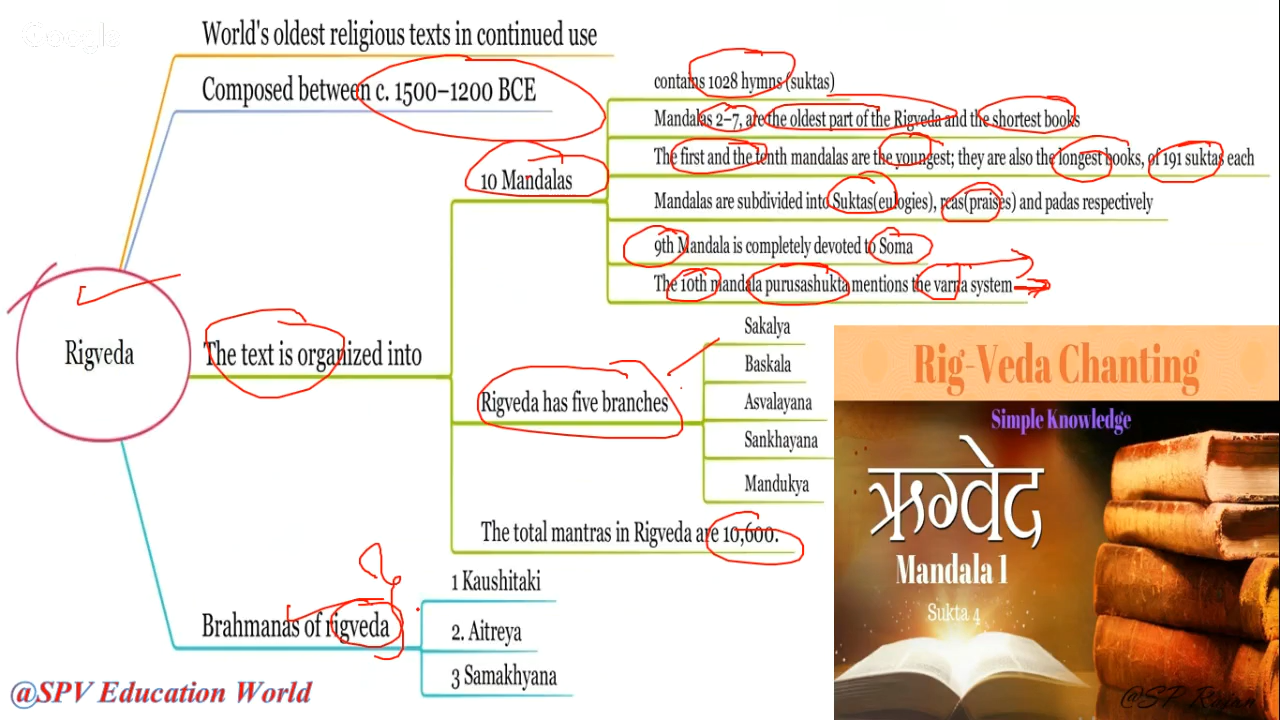 Google
World's oldest religious texts in continued use
Composed between c. 1500–1200 BCE
Rigveda
The text is organized into
10 Mandalas
contains 1028 hymns (suktas)
Mandalas 2–7, are the oldest part of the Rigveda and the shortest books
The first and the tenth mandalas are the youngest; they are also the longest books, of 191 suktas each
Mandalas are subdivided into Suktas(eulogies), rcas(praises) and padas respectively
9th Mandala is completely devoted to Soma
The 10th mandala purusashukta mentions the varna system
Rigveda has five branches
Sakalya
Baskala
Asvalayana
Sankhayana
Mandukya
The total mantras in Rigveda are 10,600.
Brahmanas of rigveda
1 Kaushitaki
2. Aitreya
3 Samakhyana
Rig-Veda Chanting
Simple Knowledge
ऋग्वेद
Mandala 1
Sukta 4
@SPV Education World
@SP Rajan